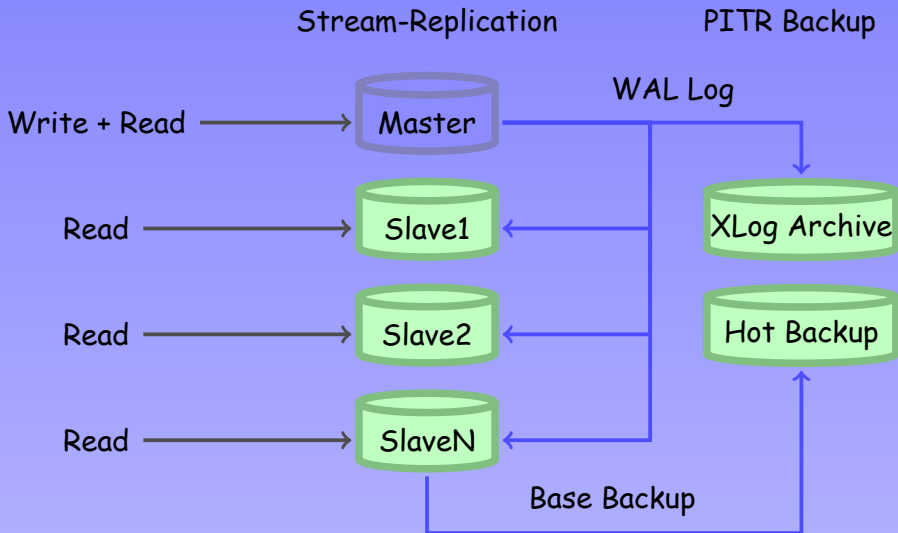 Stream-Replication PITR Backup
WAL Log
Write + Read Master
Read Slave1 XLog Archive
Read Slave2 Hot Backup
Read SlaveN
Base Backup